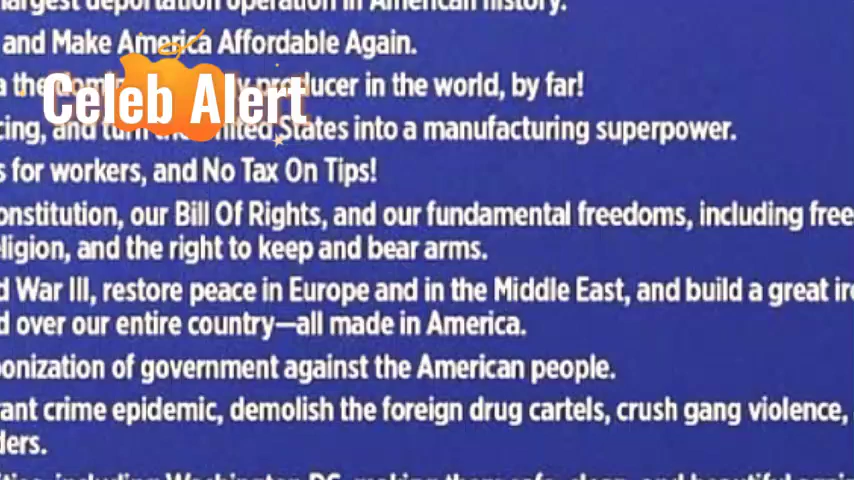 largest deportation operation in American history.
and Make America Affordable Again.
a the producer in the world, by far!
Celeb Alert
cing, and turn the United States into a manufacturing superpower.
s for workers, and No Tax On Tips!
onstitution, our Bill Of Rights, and our fundamental freedoms, including free
eligion, and the right to keep and bear arms.
d War III, restore peace in Europe and in the Middle East, and build a great iro
d over our entire country—all made in America.
ponization of government against the American people.
rant crime epidemic, demolish the foreign drug cartels, crush gang violence,
ders.